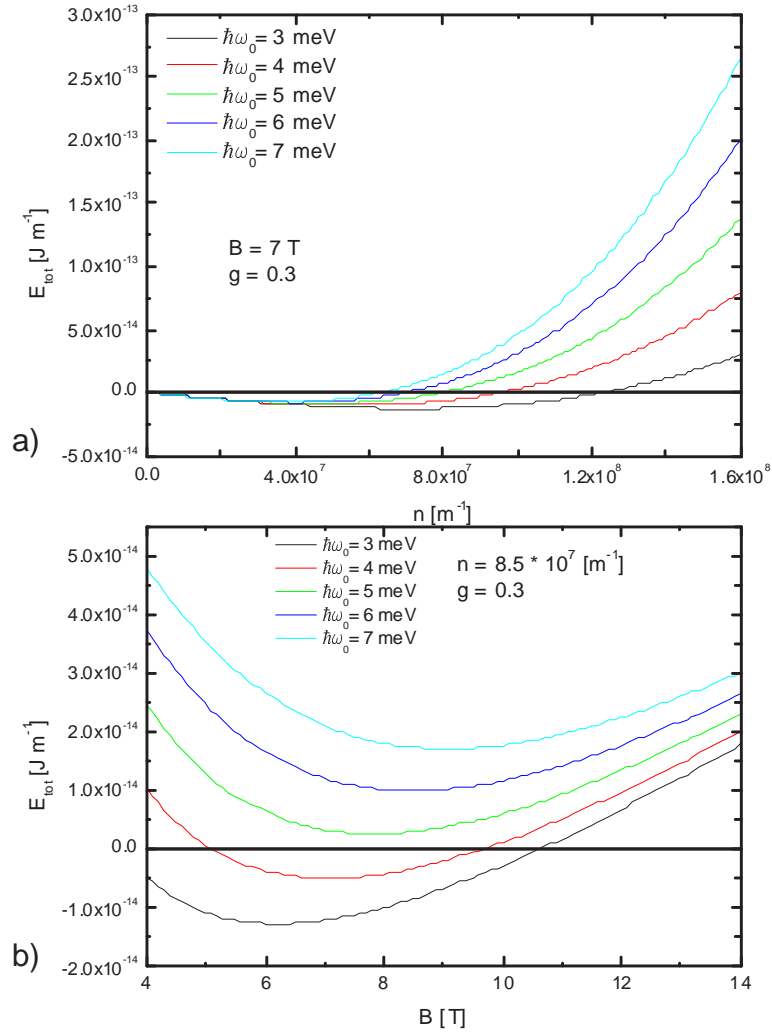 3.0x10⁻¹³
2.5x10⁻¹³
2.0x10⁻¹³
1.5x10⁻¹³
1.0x10⁻¹³
5.0x10⁻¹⁴
0.0
-5.0x10⁻¹⁴
E_tot [J m⁻¹]
ħω₀= 3 meV
ħω₀= 4 meV
ħω₀= 5 meV
ħω₀= 6 meV
ħω₀= 7 meV
B = 7 T
g = 0.3
a)
0.0 4.0x10⁷ 8.0x10⁷ 1.2x10⁸ 1.6x10⁸
n [m⁻¹]
5.0x10⁻¹⁴
4.0x10⁻¹⁴
3.0x10⁻¹⁴
2.0x10⁻¹⁴
1.0x10⁻¹⁴
0.0
-1.0x10⁻¹⁴
-2.0x10⁻¹⁴
E_tot [J m⁻¹]
ħω₀= 3 meV
ħω₀= 4 meV
ħω₀= 5 meV
ħω₀= 6 meV
ħω₀= 7 meV
n = 8.5 * 10⁷ [m⁻¹]
g = 0.3
b)
4 6 8 10 12 14
B [T]